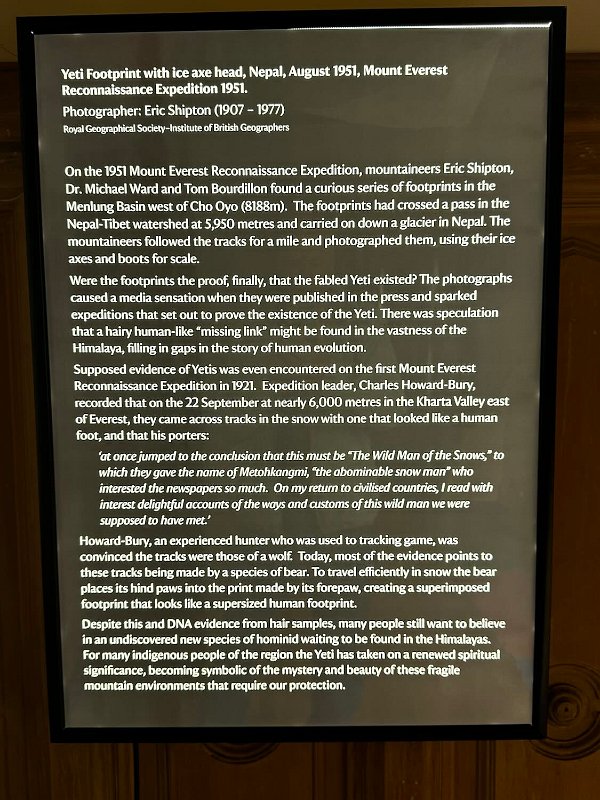 Yeti Footprint with ice axe head, Nepal, August 1951, Mount Everest
Reconnaissance Expedition 1951.
Photographer: Eric Shipton (1907 – 1977)
Royal Geographical Society–Institute of British Geographers
On the 1951 Mount Everest Reconnaissance Expedition, mountaineers Eric Shipton,
Dr. Michael Ward and Tom Bourdillon found a curious series of footprints in the
Menlung Basin west of Cho Oyo (8188m). The footprints had crossed a pass in the
Nepal-Tibet watershed at 5,950 metres and carried on down a glacier in Nepal. The
mountaineers followed the tracks for a mile and photographed them, using their ice
axes and boots for scale.
Were the footprints the proof, finally, that the fabled Yeti existed? The photographs
caused a media sensation when they were published in the press and sparked
expeditions that set out to prove the existence of the Yeti. There was speculation
that a hairy human-like “missing link” might be found in the vastness of the
Himalaya, filling in gaps in the story of human evolution.
Supposed evidence of Yetis was even encountered on the first Mount Everest
Reconnaissance Expedition in 1921. Expedition leader, Charles Howard-Bury,
recorded that on the 22 September at nearly 6,000 metres in the Kharta Valley east
of Everest, they came across tracks in the snow with one that looked like a human
foot, and that his porters:
‘at once jumped to the conclusion that this must be “The Wild Man of the Snows,” to
which they gave the name of Metohkangmi, “the abominable snow man” who
interested the newspapers so much. On my return to civilised countries, I read with
interest delightful accounts of the ways and customs of this wild man we were
supposed to have met.’
Howard-Bury, an experienced hunter who was used to tracking game, was
convinced the tracks were those of a wolf. Today, most of the evidence points to
these tracks being made by a species of bear. To travel efficiently in snow the bear
places its hind paws into the print made by its forepaw, creating a superimposed
footprint that looks like a supersized human footprint.
Despite this and DNA evidence from hair samples, many people still want to believe
in an undiscovered new species of hominid waiting to be found in the Himalayas.
For many indigenous people of the region the Yeti has taken on a renewed spiritual
significance, becoming symbolic of the mystery and beauty of these fragile
mountain environments that require our protection.